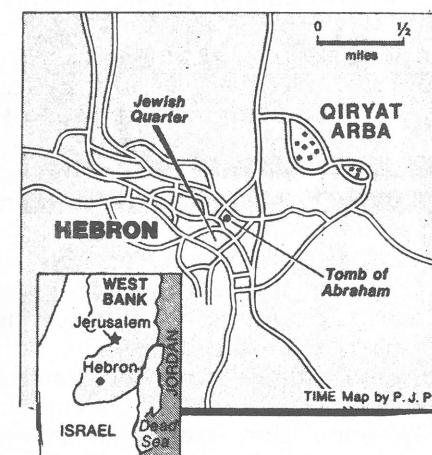 0 ½
miles
Jewish
Quarter
QIRYAT
ARBA
HEBRON
Tomb of
Abraham
WEST
BANK
Jerusalem
JORDAN
Hebron
ISRAEL
Dead
Sea
TIME Map by P. J. P